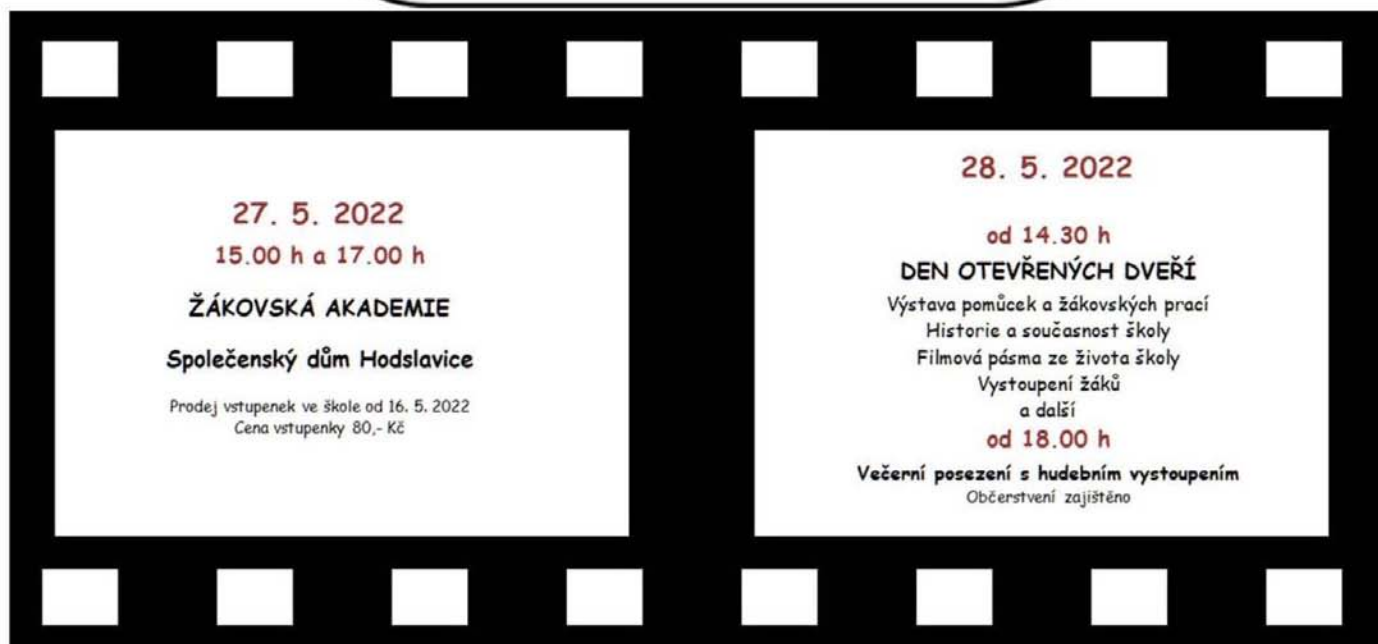 27. 5. 2022
15.00 h a 17.00 h
ŽÁKOVSKÁ AKADEMIE
Společenský dům Hodslavice
Prodej vstupenek ve škole od 16. 5. 2022
Cena vstupenky 80,- Kč
28. 5. 2022
od 14.30 h
DEN OTEVŘENÝCH DVEŘÍ
Výstava pomůcek a žákovských prací
Historie a současnost školy
Filmová pásma ze života školy
Vystoupení žáků
a další
od 18.00 h
Večerní posezení s hudebním vystoupením
Občerstvení zajištěno